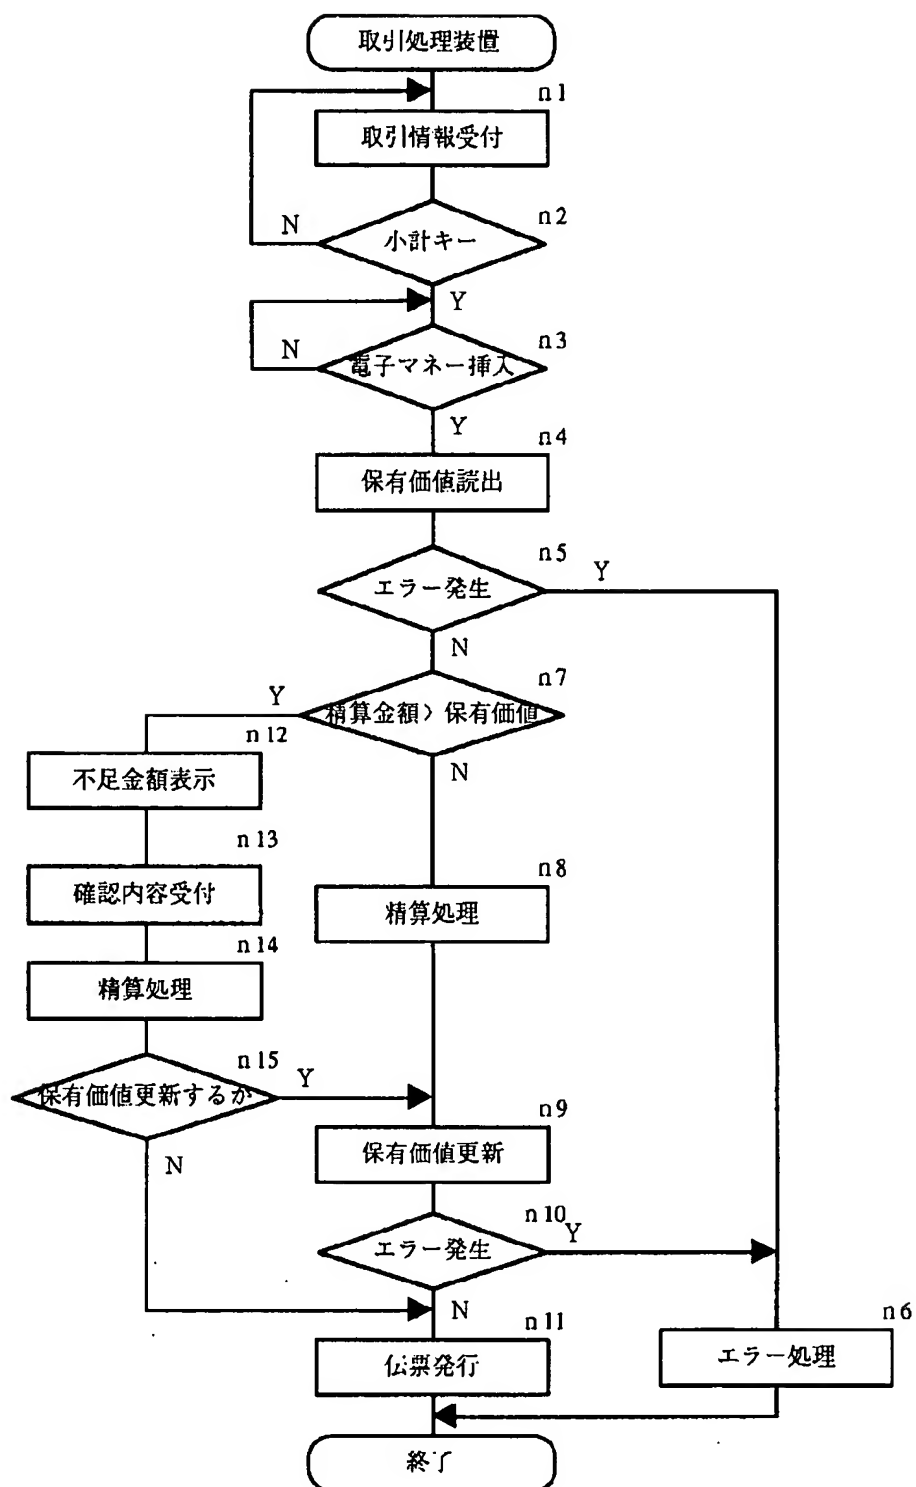 取引処理装置
n1
取引情報受付
n2
小計キー
N
Y
n3
電子マネー挿入
N
Y
n4
保有価値読出
n5
エラー発生
Y
N
n7
精算金額>保有価値
Y
N
n12
不足金額表示
n13
確認内容受付
n14
精算処理
n15
保有価値更新するか
Y
N
n8
精算処理
n9
保有価値更新
n10
エラー発生
Y
N
n11
伝票発行
n6
エラー処理
終了